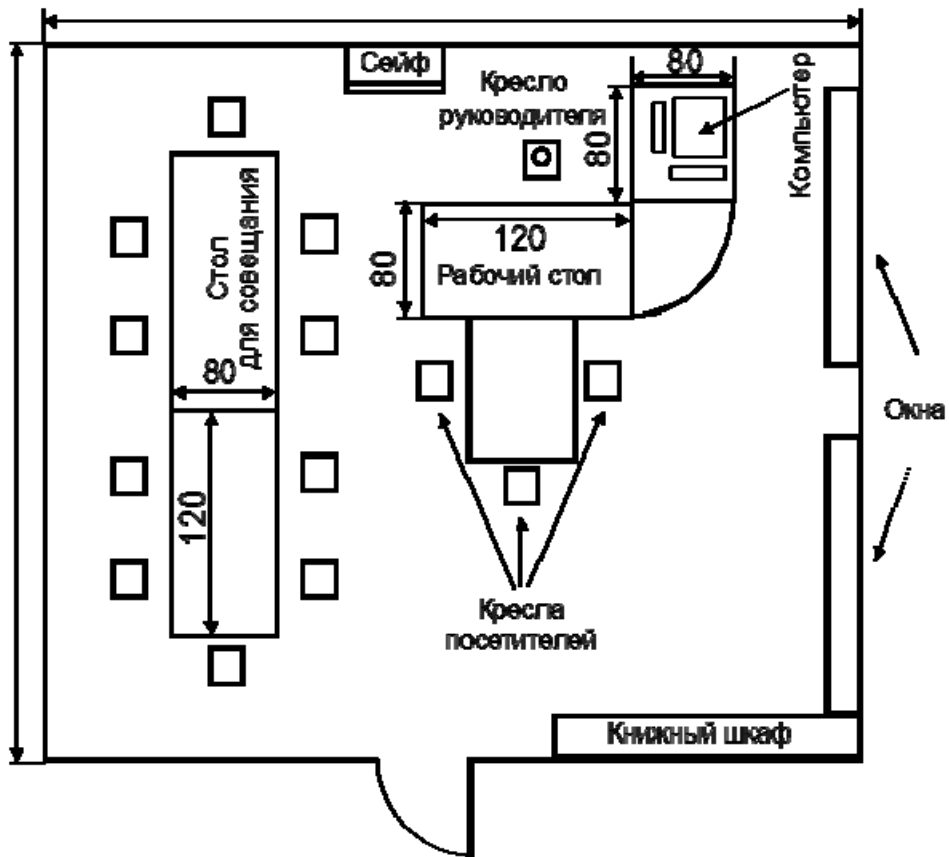 Сейф
Кресло
руководителя
80
80
Компьютер
120
Рабочий стол
80
Стол
для совещания
80
120
Окна
Кресла
посетителей
Книжный шкаф